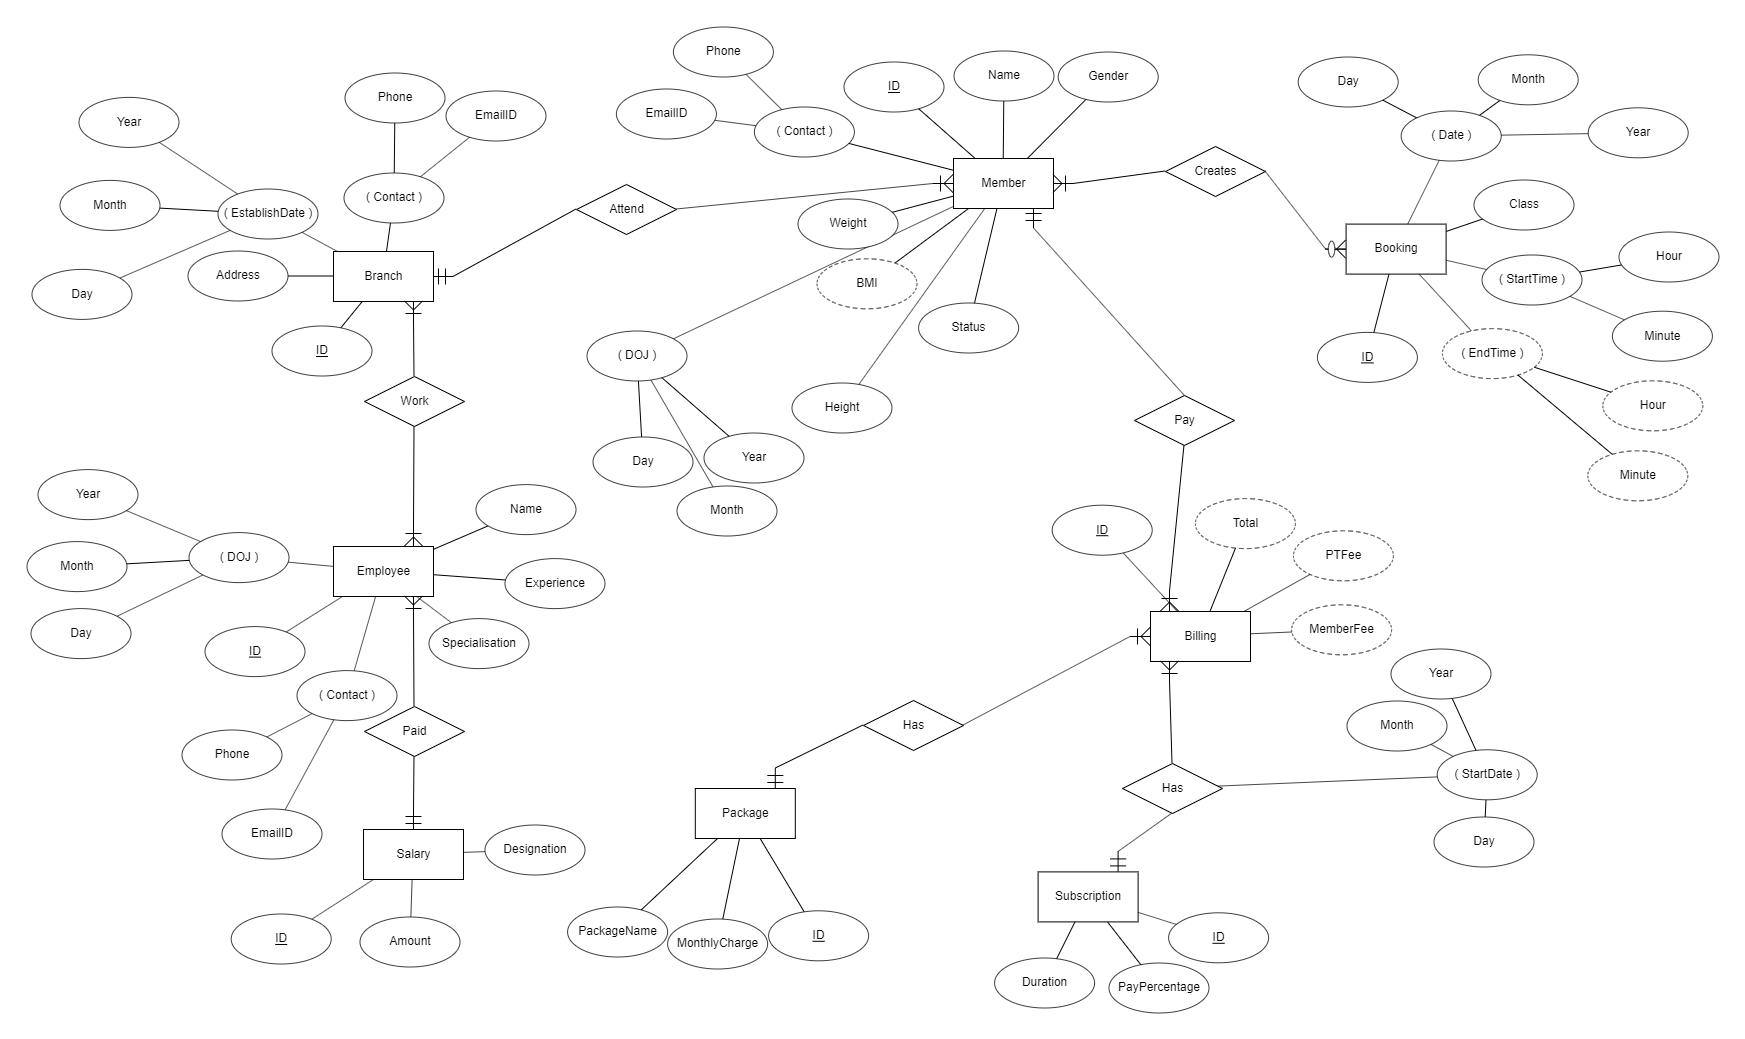 Phone
ID
Name
Gender
Day
Month
Phone
EmailID
Year
EmailID
( Contact )
( Date )
Year
Member
Creates
Month
( EstablishDate )
( Contact )
Attend
Weight
Class
Address
Branch
BMI
Booking
Hour
( StartTime )
Day
Status
Minute
ID
( DOJ )
ID
( EndTime )
Work
Height
Pay
Hour
Day
Year
Minute
Year
Name
Month
ID
Total
PTFee
Month
( DOJ )
Employee
Experience
Day
ID
Specialisation
Billing
MemberFee
( Contact )
Year
Phone
Paid
Has
Month
EmailID
Has
( StartDate )
Salary
Designation
Package
Day
ID
Amount
PackageName
MonthlyCharge
ID
Subscription
ID
Duration
PayPercentage